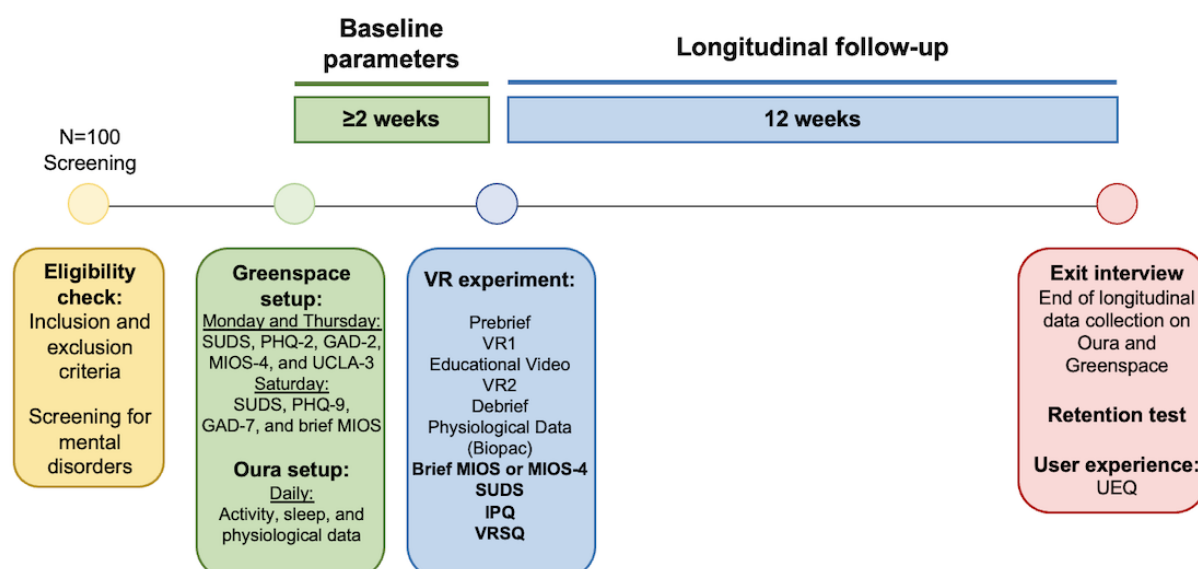 Baseline
parameters
Longitudinal follow-up
≥2 weeks
12 weeks
N=100
Screening
Eligibility
check:
Inclusion and
exclusion
criteria
Screening for
mental
disorders
Greenspace
setup:
Monday and Thursday:
SUDS, PHQ-2, GAD-2,
MIOS-4, and UCLA-3
Saturday:
SUDS, PHQ-9,
GAD-7, and brief MIOS
Oura setup:
Daily:
Activity, sleep, and
physiological data
VR experiment:
Prebrief
VR1
Educational Video
VR2
Debrief
Physiological Data
(Biopac)
Brief MIOS or MIOS-4
SUDS
IPQ
VRSQ
Exit interview
End of longitudinal
data collection on
Oura and
Greenspace
Retention test
User experience:
UEQ